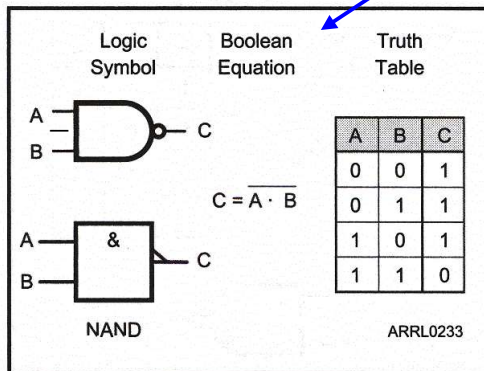 Logic Symbol
Boolean Equation
Truth Table
A
B
C
C = \overline{A · B}
A
B
&
C
NAND
A B C
0 0 1
0 1 1
1 0 1
1 1 0
ARRL0233